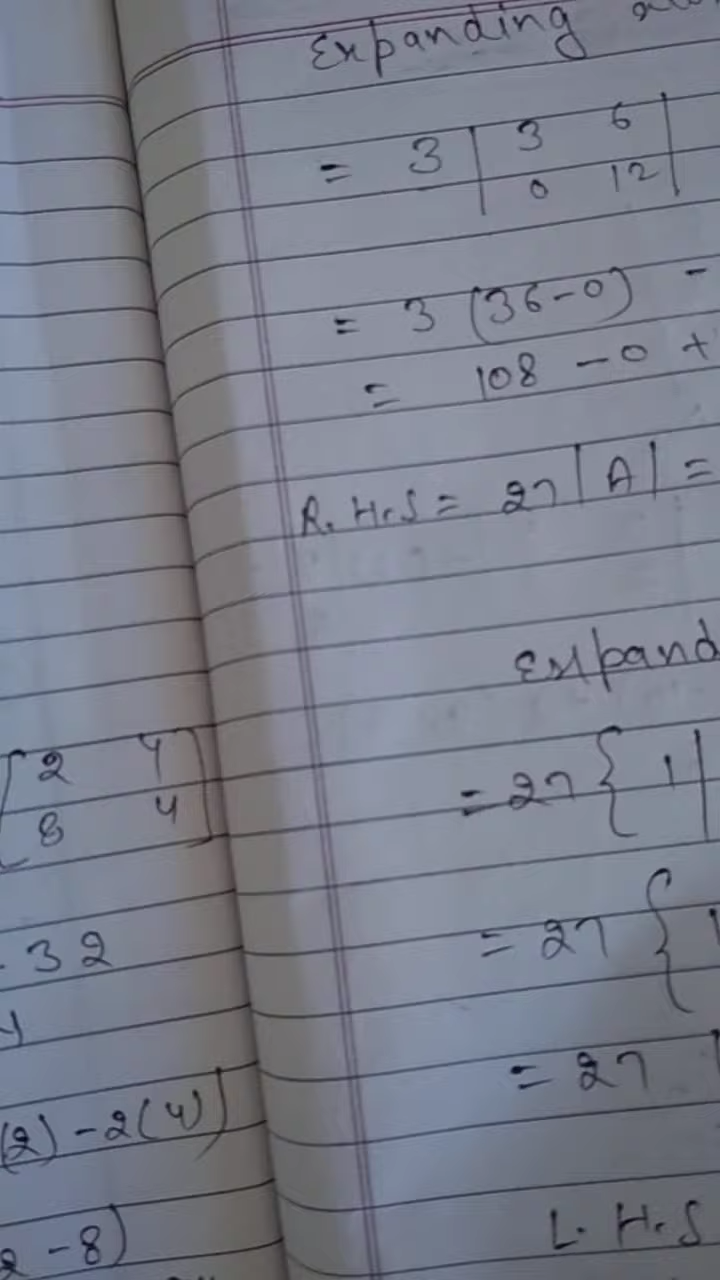 [2 4
8 4]
32
4
(2) - 2(4)
- 8)
Expanding
= 3 | 3 6
0 12 |
= 3 (36-0) -
= 108 - 0 +
R.H.S = 27 |A| =
Expand
= 27 { 1 |
= 27 {
= 27
L.H.S